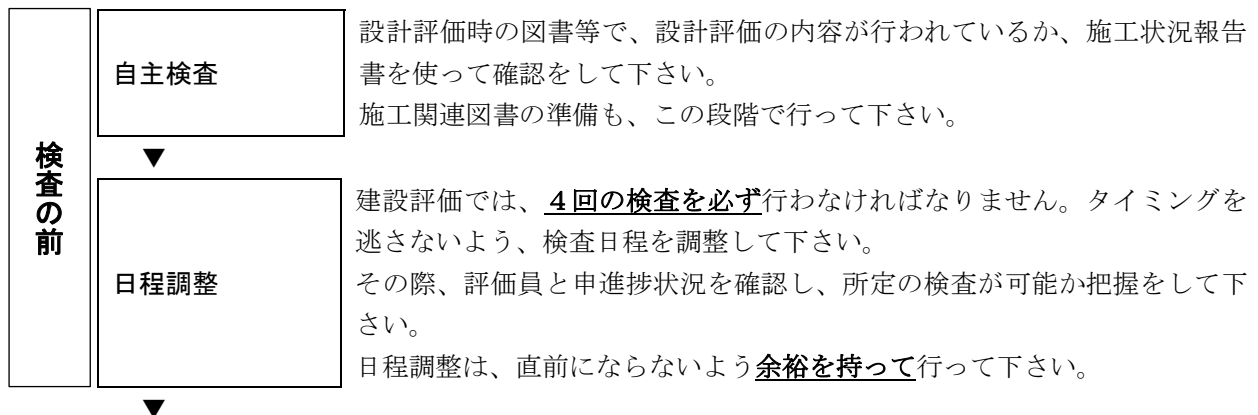 検査の前
自主検査
設計評価時の図書等で、設計評価の内容が行われているか、施工状況報告
書を使って確認をして下さい。
施工関連図書の準備も、この段階で行って下さい。
▼
日程調整
建設評価では、４回の検査を必ず行わなければなりません。タイミングを
逃さないよう、検査日程を調整して下さい。
その際、評価員と申進捗状況を確認し、所定の検査が可能か把握をして下
さい。
日程調整は、直前にならないよう余裕を持って行って下さい。
▼